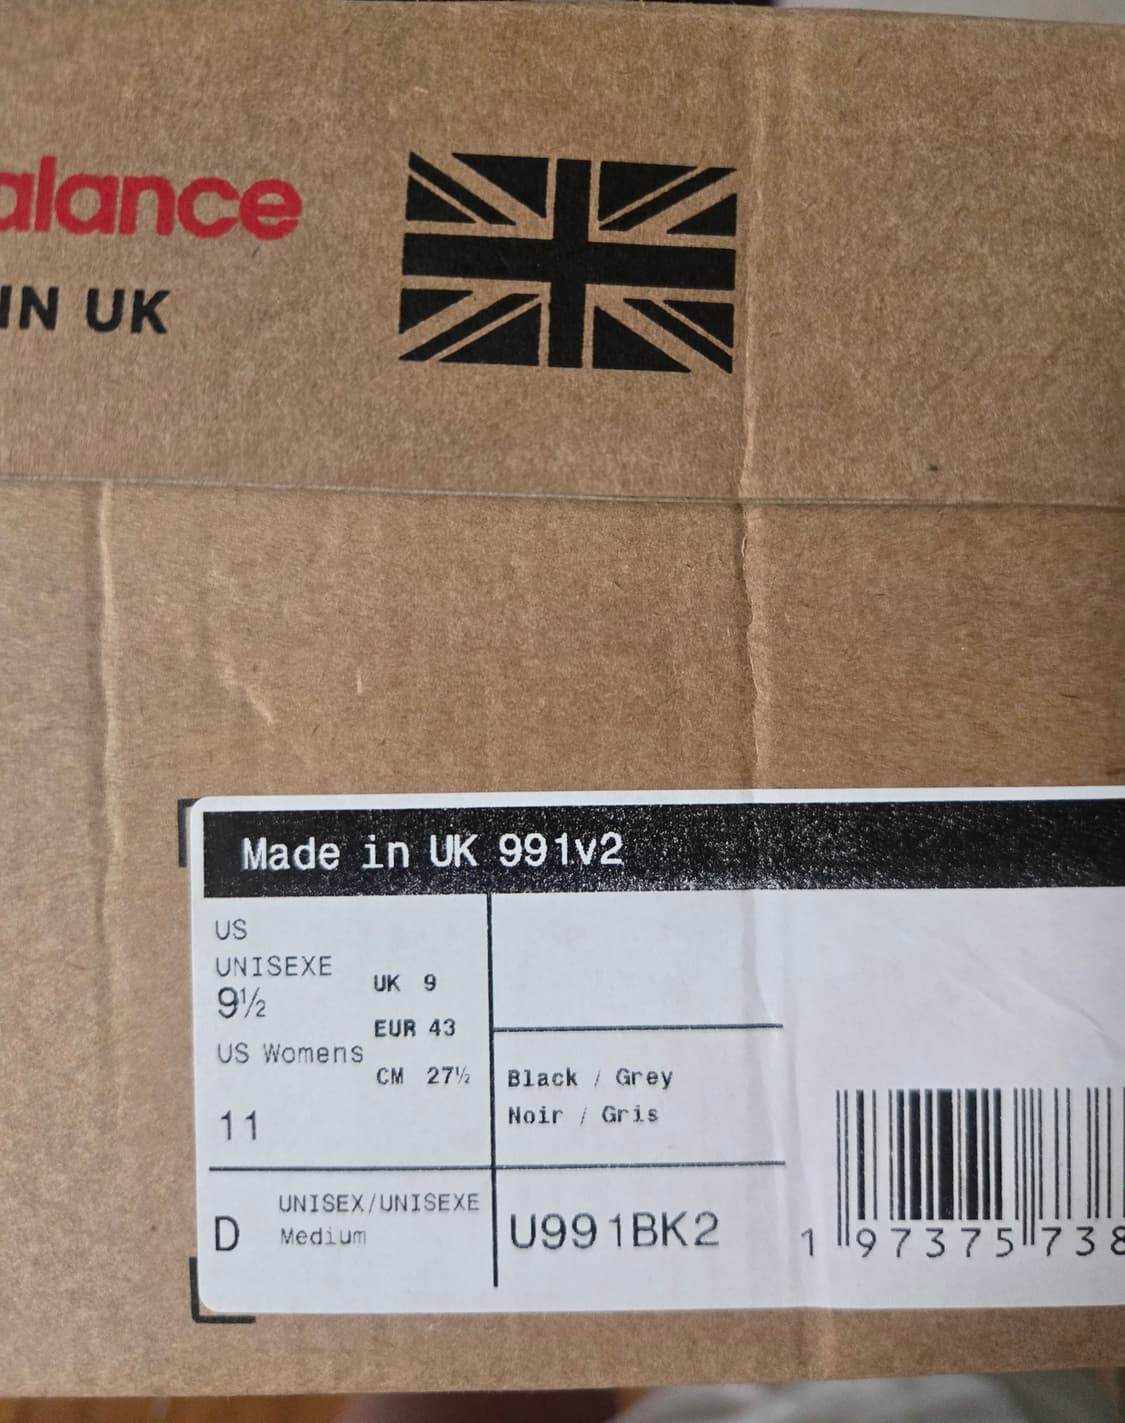 alance
IN UK
Made in UK 991v2
US
UNISEXE
9½
UK 9
EUR 43
US Womens
CM 27½
11
Black / Grey
Noir / Gris
D
UNISEX/UNISEXE
Medium
U991BK2
1 97375 738